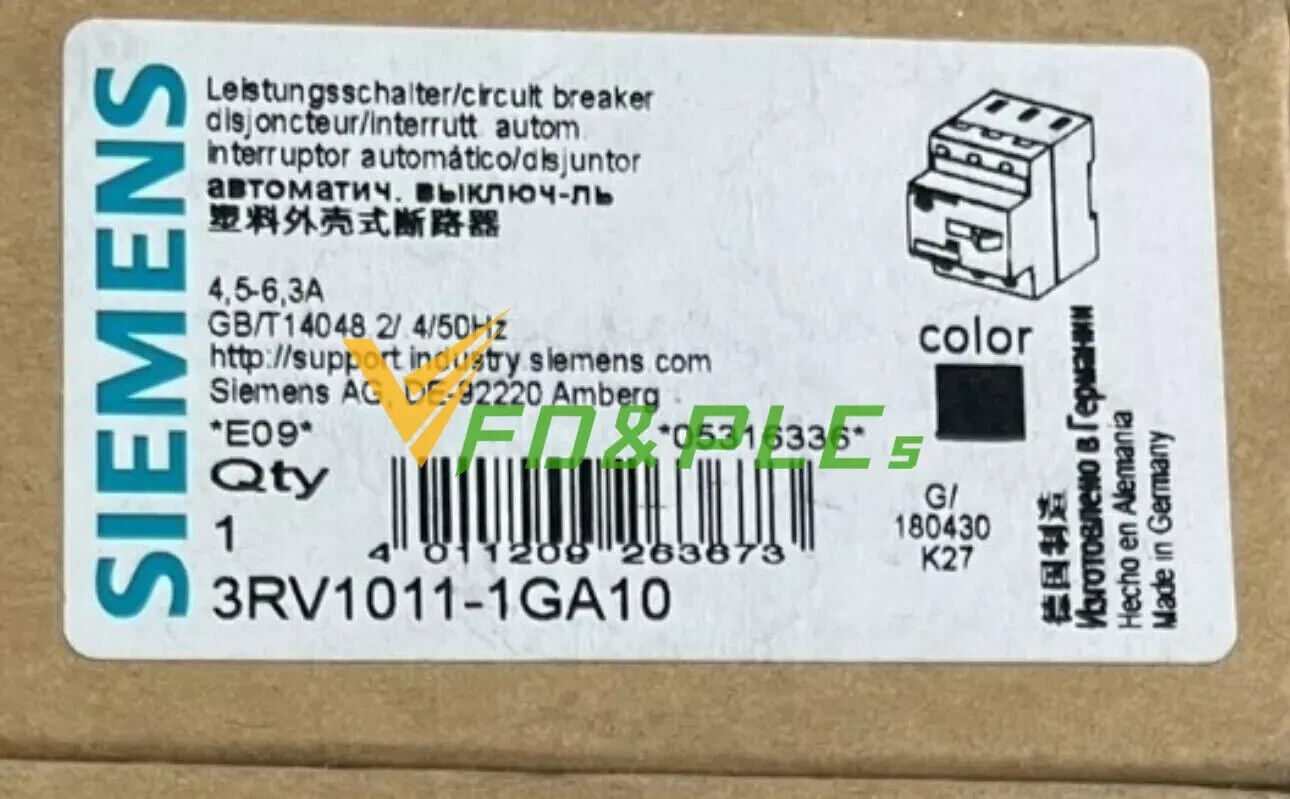 SIEMENS
Leistungsschalter/circuit breaker
disjoncteur/interrutt. autom.
interruptor automático/disjuntor
автоматич. выключ-ль
塑料外壳式断路器
4,5-6,3A
GB/T14048.2/.4/50Hz
http://support.industry.siemens.com
Siemens AG, DE-92220 Amberg
*E09* *05316336*
VFD&PLCs
Qty
1
4 011209 263873
3RV1011-1GA10
color
G/
180430
K27
德国制造
Изготовлено в Германии
Hecho en Alemania
Made in Germany